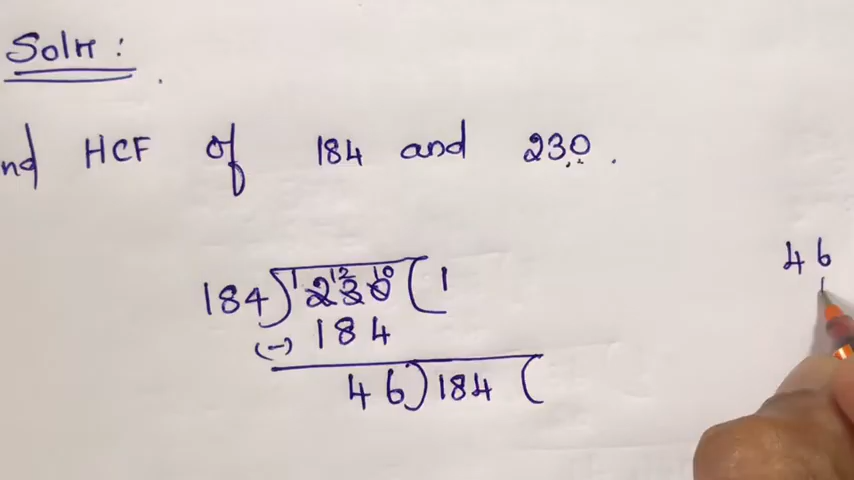 Soln :
nd HCF of 184 and 230.
46
184) 230 ( 1
(-) 184
46) 184 (